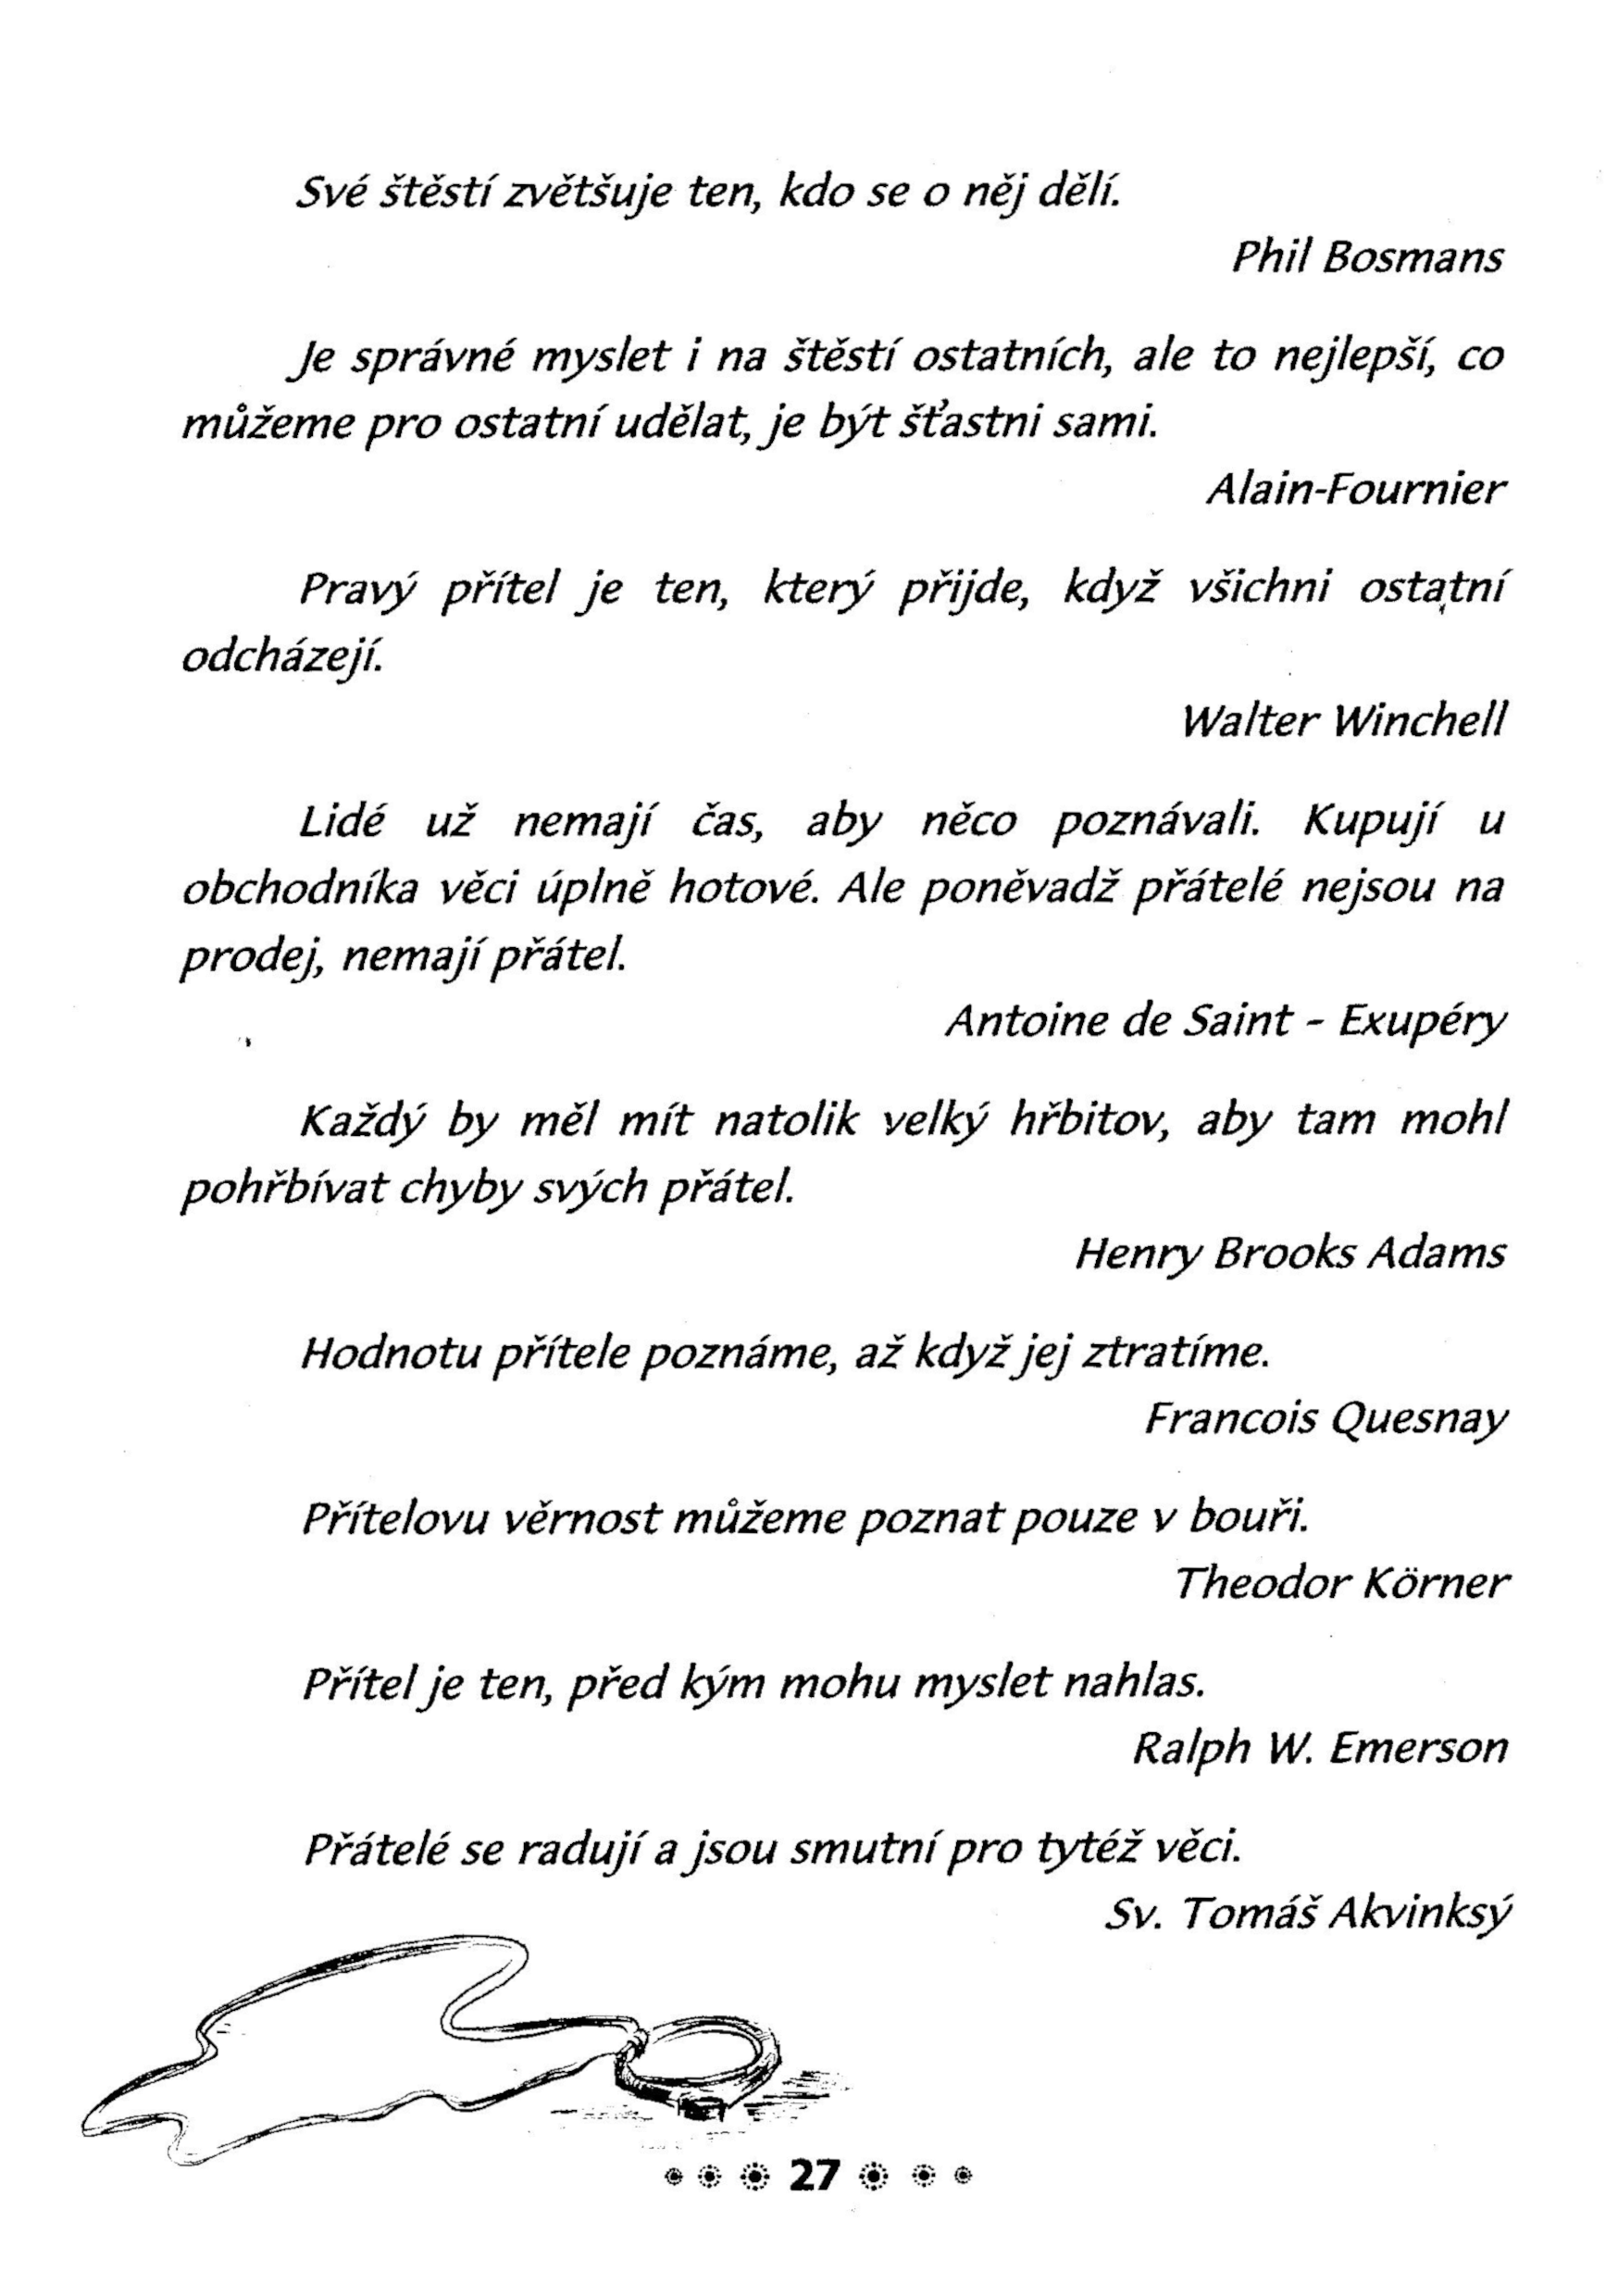 Své štěstí zvětšuje ten, kdo se o něj dělí.
Phil Bosmans
Je správné myslet i na štěstí ostatních, ale to nejlepší, co
můžeme pro ostatní udělat, je být šťastni sami.
Alain-Fournier
Pravý přítel je ten, který přijde, když všichni ostatní
odcházejí.
Walter Winchell
Lidé už nemají čas, aby něco poznávali. Kupují u
obchodníka věci úplně hotové. Ale poněvadž přátelé nejsou na
prodej, nemají přátel.
Antoine de Saint - Exupéry
Každý by měl mít natolik velký hřbitov, aby tam mohl
pohřbívat chyby svých přátel.
Henry Brooks Adams
Hodnotu přítele poznáme, až když jej ztratíme.
Francois Quesnay
Přítelovu věrnost můžeme poznat pouze v bouři.
Theodor Körner
Přítel je ten, před kým mohu myslet nahlas.
Ralph W. Emerson
Přátelé se radují a jsou smutní pro tytéž věci.
Sv. Tomáš Akvinksý
27